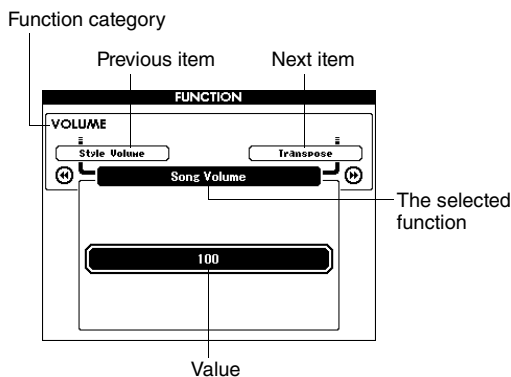 Function category
Previous item
Next item
FUNCTION
VOLUME
Style Volume
Transpose
Song Volume
The selected
function
100
Value